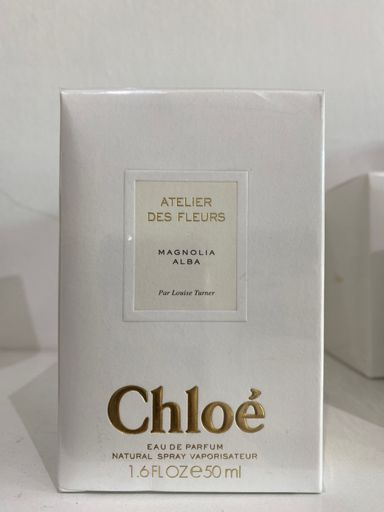 ATELIER
DES FLEURS
MAGNOLIA
ALBA
Par Louise Turner
Chloé
EAU DE PARFUM
NATURAL SPRAY VAPORISATEUR
1.6 FL OZ ℮ 50 ml